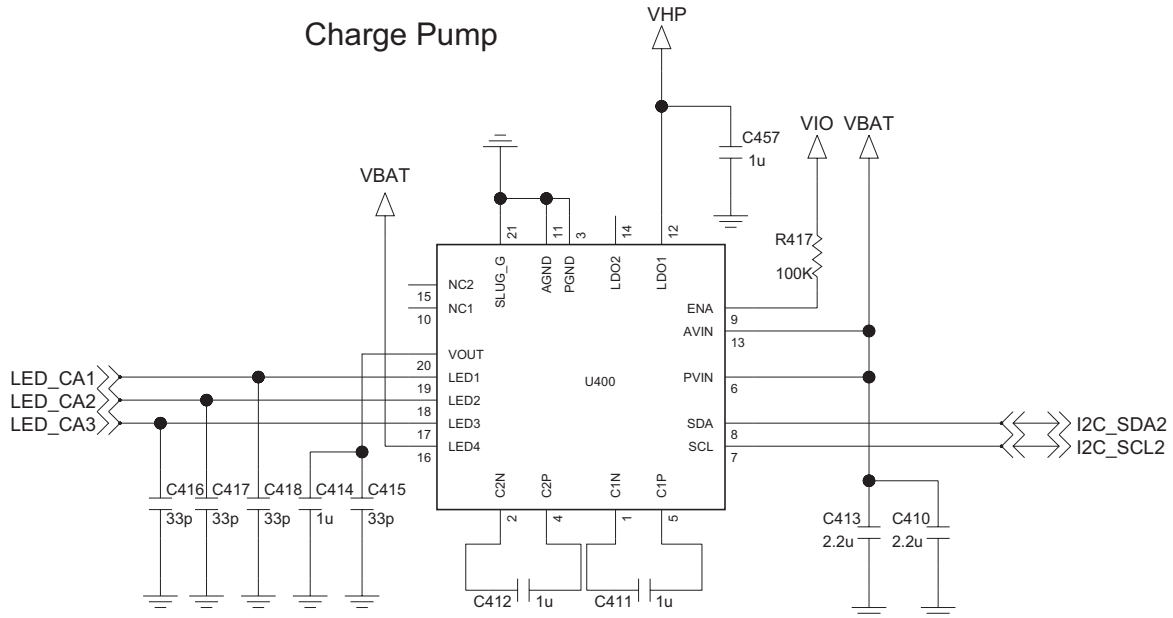 Charge Pump
VHP
C457
1u
VIO VBAT
VBAT
R417
100K
21 11 3 14 12
SLUG_G AGND PGND LDO2 LDO1
NC2
15
NC1
10
ENA
9
AVIN
13
VOUT
20
LED_CA1
LED1
19
LED_CA2
LED2
18
LED_CA3
LED3
17
LED4
16
U400
PVIN
6
SDA
8
I2C_SDA2
SCL
7
I2C_SCL2
C2N C2P C1N C1P
2 4 1 5
C416 C417 C418 C414 C415
33p 33p 33p 1u 33p
C413 C410
2.2u 2.2u
C412 1u C411 1u